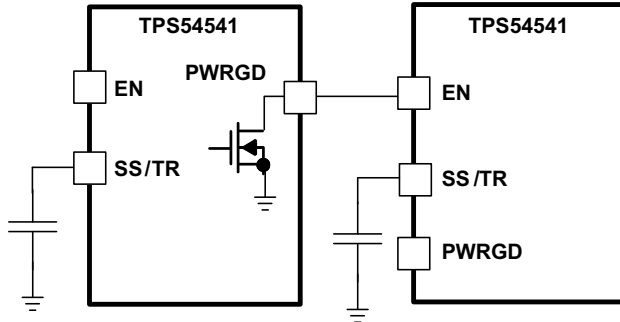 TPS54541
TPS54541
PWRGD
EN
EN
SS/TR
SS/TR
PWRGD